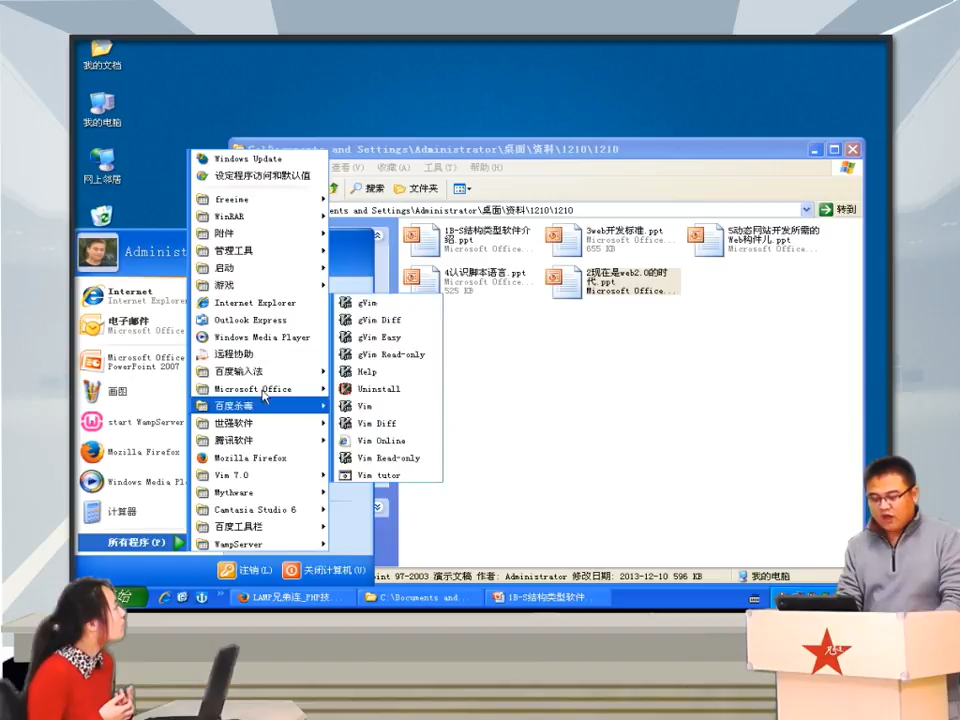 我的文档
我的电脑
网上邻居
C:\Documents and Settings\Administrator\桌面\资料\1210\1210
查看(V) 收藏(A) 工具(T) 帮助(H)
搜索 文件夹
ents and Settings\Administrator\桌面\资料\1210\1210
转到
1B-S结构类型软件介
绍.ppt
Microsoft Office...
3web开发标准.ppt
Microsoft Office...
655 KB
5动态网站开发所需的
Web构件儿.ppt
Microsoft Office...
4认识脚本语言.ppt
Microsoft Office...
525 KB
2现在是web2.0的时
代.ppt
Microsoft Office...
Administ
Internet
Internet Explorer
电子邮件
Microsoft Office
Microsoft Office
PowerPoint 2007
画图
start WampServer
Mozilla Firefox
Windows Media Pl
计算器
所有程序(P)
Windows Update
设定程序访问和默认值
freeime
WinRAR
附件
管理工具
启动
游戏
Internet Explorer
Outlook Express
Windows Media Player
远程协助
百度输入法
Microsoft Office
百度杀毒
世强软件
腾讯软件
Mozilla Firefox
Vim 7.0
Mythware
Camtasia Studio 6
百度工具栏
WampServer
gVim
gVim Diff
gVim Easy
gVim Read-only
Help
Uninstall
Vim
Vim Diff
Vim Online
Vim Read-only
Vim tutor
注销(L) 关闭计算机(U)
int 97-2003 演示文稿 作者: Administrator 修改日期: 2013-12-10 596 KB
我的电脑
始
LAMP兄弟连_PHP技...
C:\Documents and...
1B-S结构类型软件...